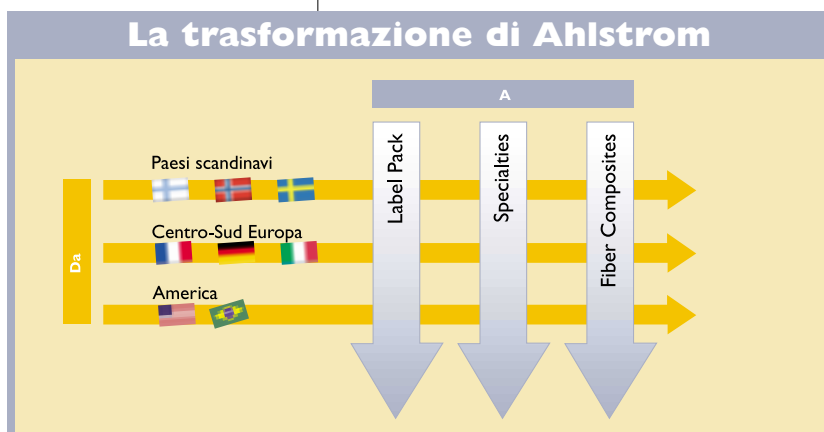 La trasformazione di Ahlstrom
A
Label Pack
Specialties
Fiber Composites
Da
Paesi scandinavi
Centro-Sud Europa
America